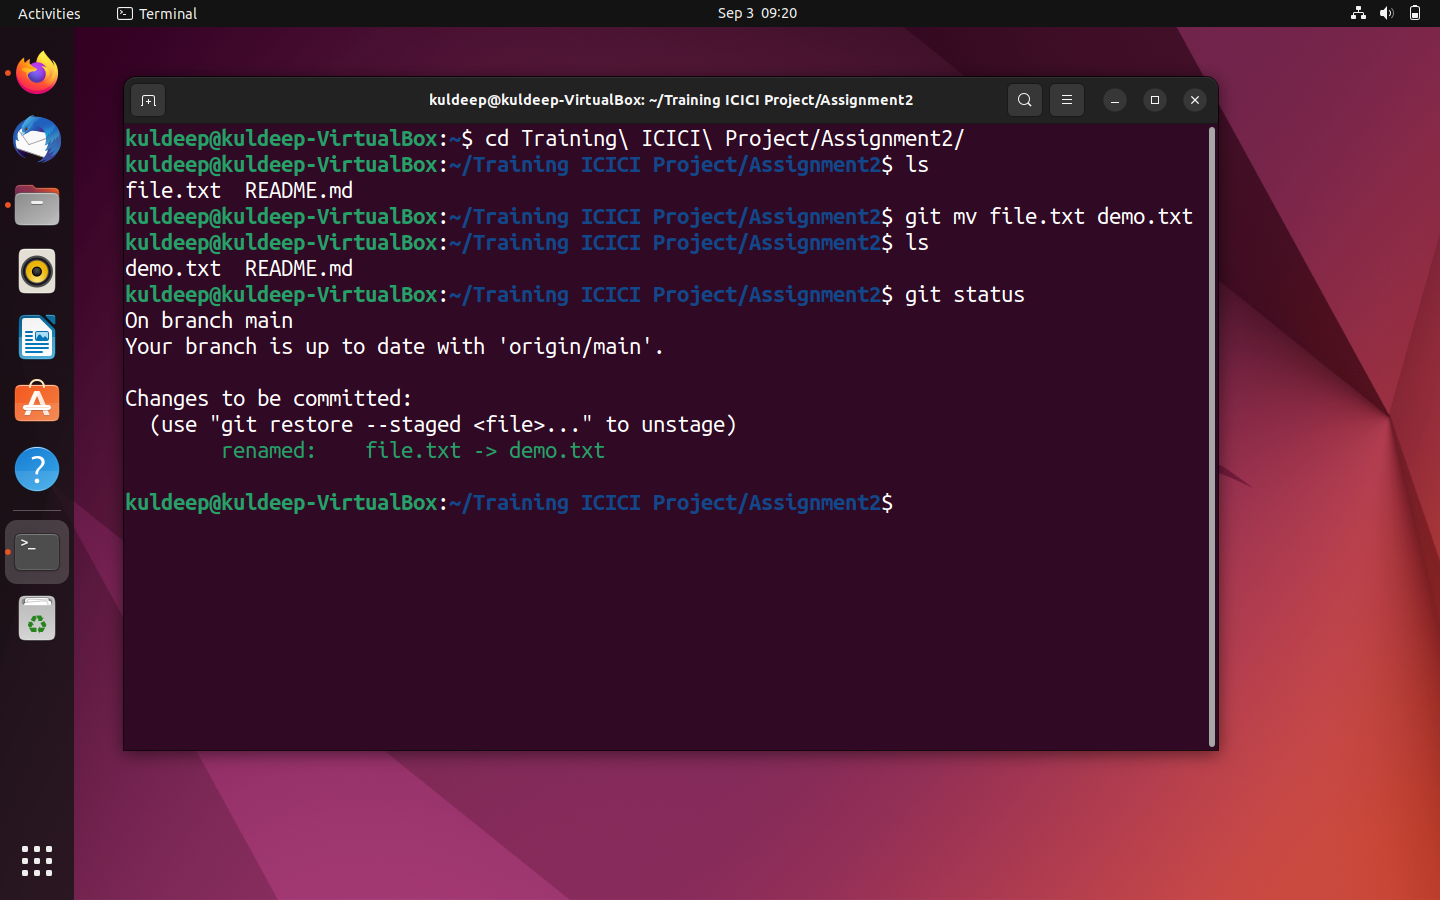 Activities Terminal Sep 3 09:20
kuldeep@kuldeep-VirtualBox: ~/Training ICICI Project/Assignment2
kuldeep@kuldeep-VirtualBox:~$ cd Training\ ICICI\ Project/Assignment2/
kuldeep@kuldeep-VirtualBox:~/Training ICICI Project/Assignment2$ ls
file.txt  README.md
kuldeep@kuldeep-VirtualBox:~/Training ICICI Project/Assignment2$ git mv file.txt demo.txt
kuldeep@kuldeep-VirtualBox:~/Training ICICI Project/Assignment2$ ls
demo.txt  README.md
kuldeep@kuldeep-VirtualBox:~/Training ICICI Project/Assignment2$ git status
On branch main
Your branch is up to date with 'origin/main'.
Changes to be committed:
  (use "git restore --staged <file>..." to unstage)
        renamed:    file.txt -> demo.txt
kuldeep@kuldeep-VirtualBox:~/Training ICICI Project/Assignment2$